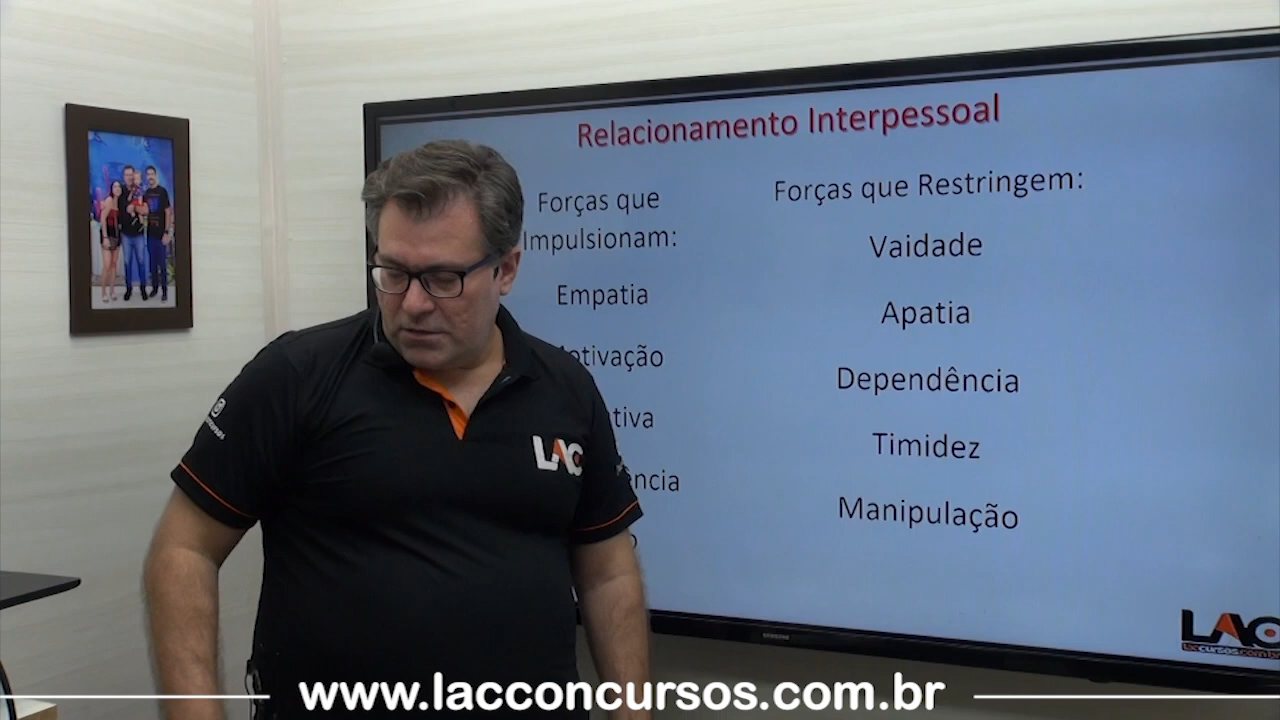 Relacionamento Interpessoal
Forças que
Impulsionam:
Empatia
Forças que Restringem:
Vaidade
Apatia
Dependência
Timidez
Manipulação
LAC
LAC
www.lacconcursos.com.br